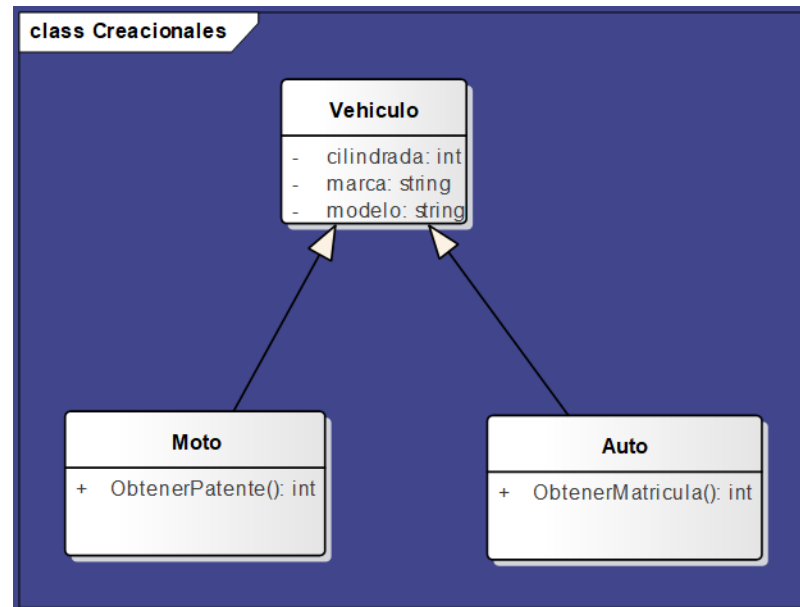 class Creacionales
Vehiculo
- cilindrada: int
- marca: string
- modelo: string
Moto
+ ObtenerPatente(): int
Auto
+ ObtenerMatricula(): int